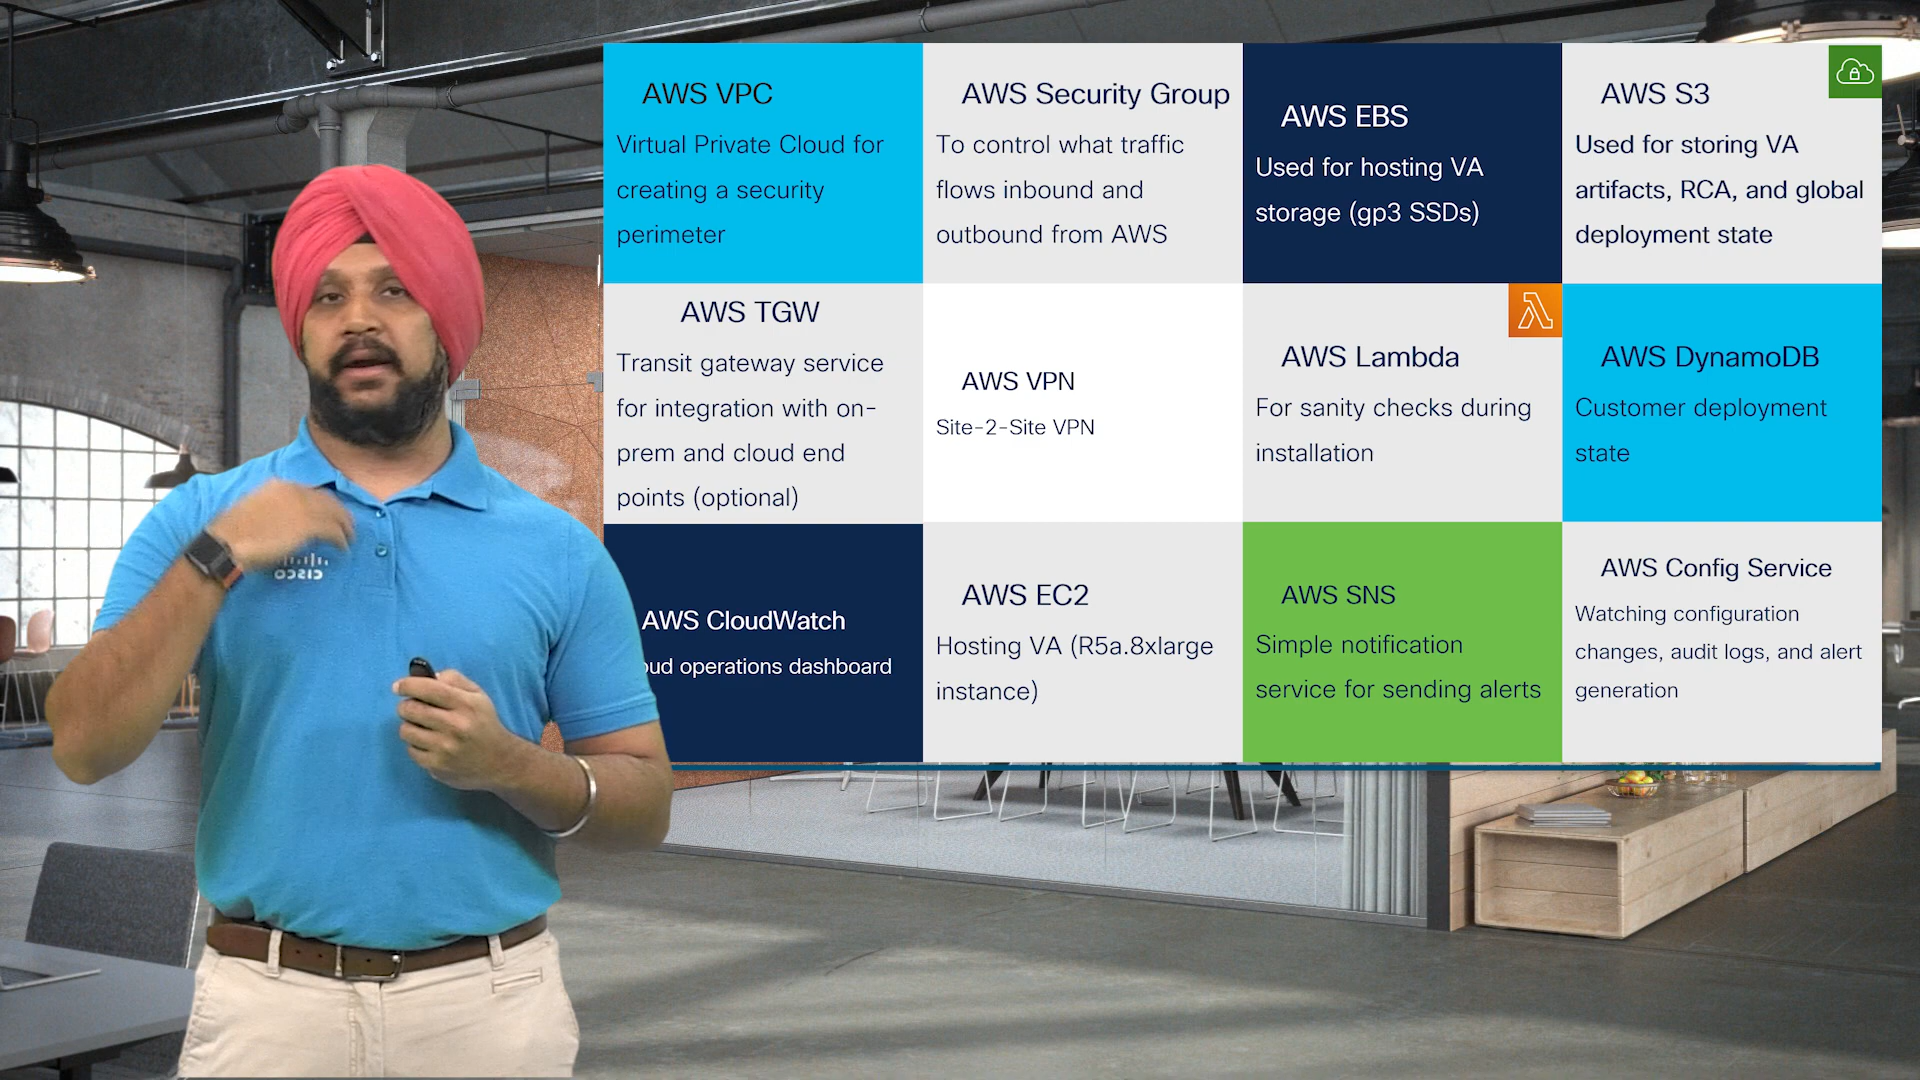 AWS VPC
Virtual Private Cloud for
creating a security
perimeter
AWS Security Group
To control what traffic
flows inbound and
outbound from AWS
AWS EBS
Used for hosting VA
storage (gp3 SSDs)
AWS S3
Used for storing VA
artifacts, RCA, and global
deployment state
AWS TGW
Transit gateway service
for integration with on-
prem and cloud end
points (optional)
AWS VPN
Site-2-Site VPN
AWS Lambda
For sanity checks during
installation
AWS DynamoDB
Customer deployment
state
AWS CloudWatch
oud operations dashboard
AWS EC2
Hosting VA (R5a.8xlarge
instance)
AWS SNS
Simple notification
service for sending alerts
AWS Config Service
Watching configuration
changes, audit logs, and alert
generation
CISCO